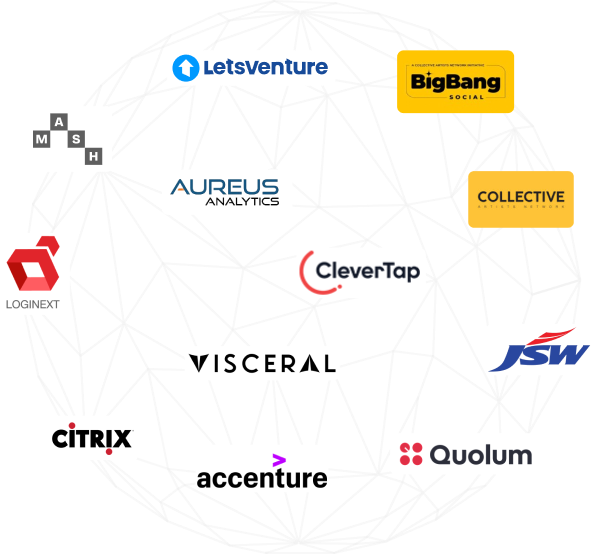 LetsVenture
A COLLECTIVE ARTISTS NETWORK INITIATIVE
BigBang
SOCIAL
MASH
AUREUS
ANALYTICS
COLLECTIVE
ARTISTS NETWORK
CleverTap
LOGINEXT
VISCERAL
JSW
CITRIX
Quolum
accenture